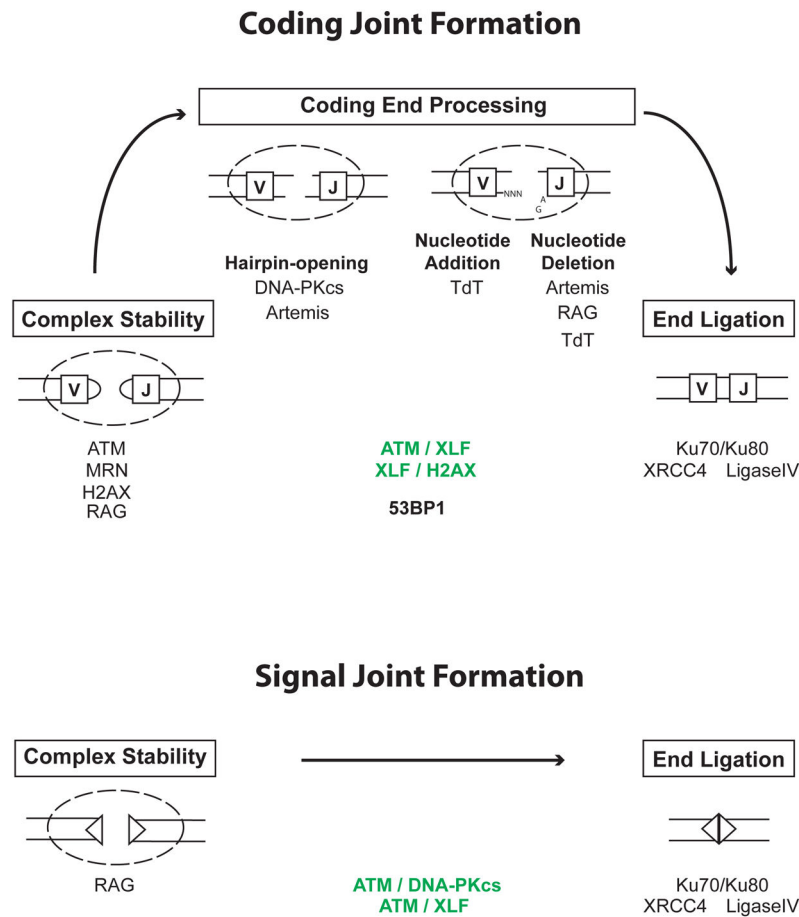 Coding Joint Formation
Coding End Processing
V J
V NNN J
A
G
Hairpin-opening
DNA-PKcs
Artemis
Nucleotide
Addition
TdT
Nucleotide
Deletion
Artemis
RAG
TdT
Complex Stability
V J
ATM
MRN
H2AX
RAG
ATM / XLF
XLF / H2AX
53BP1
End Ligation
V J
Ku70/Ku80
XRCC4 LigaseIV
Signal Joint Formation
Complex Stability
RAG
ATM / DNA-PKcs
ATM / XLF
End Ligation
Ku70/Ku80
XRCC4 LigaseIV